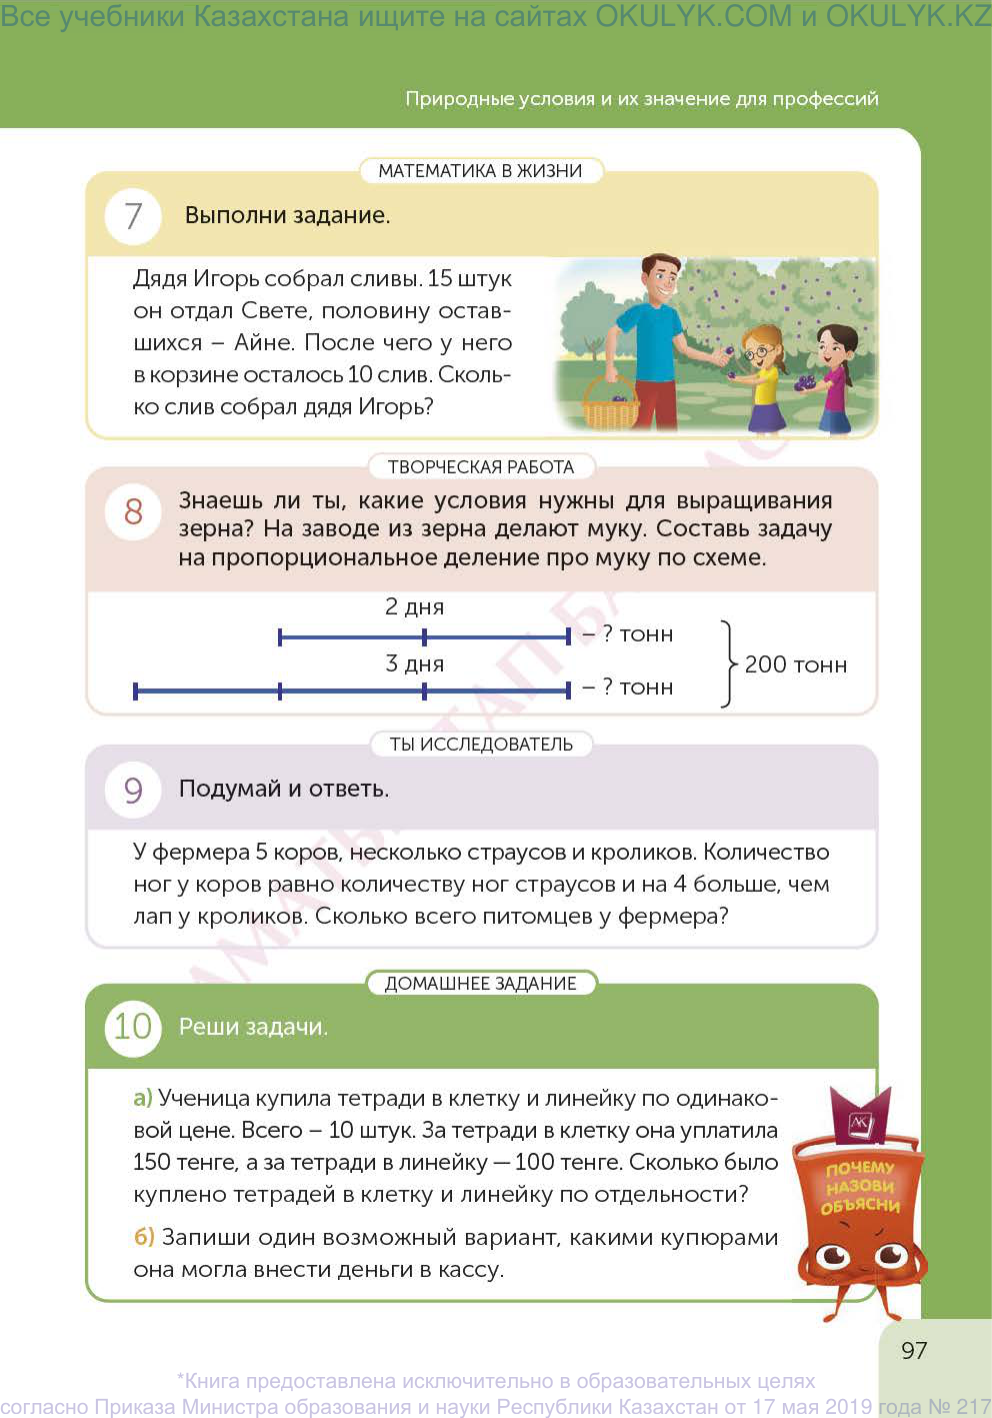 Все учебники Казахстана ищите на сайтах OKULYK.COM и OKULYK.KZ
Природные условия и их значение для профессий
МАТЕМАТИКА В ЖИЗНИ
7 Выполни задание.
Дядя Игорь собрал сливы. 15 штук
он отдал Свете, половину остав-
шихся – Айне. После чего у него
в корзине осталось 10 слив. Сколь-
ко слив собрал дядя Игорь?
ТВОРЧЕСКАЯ РАБОТА
8 Знаешь ли ты, какие условия нужны для выращивания
зерна? На заводе из зерна делают муку. Составь задачу
на пропорциональное деление про муку по схеме.
2 дня
– ? тонн
3 дня
– ? тонн
200 тонн
ТЫ ИССЛЕДОВАТЕЛЬ
9 Подумай и ответь.
У фермера 5 коров, несколько страусов и кроликов. Количество
ног у коров равно количеству ног страусов и на 4 больше, чем
лап у кроликов. Сколько всего питомцев у фермера?
ДОМАШНЕЕ ЗАДАНИЕ
10 Реши задачи.
а) Ученица купила тетради в клетку и линейку по одинако-
вой цене. Всего – 10 штук. За тетради в клетку она уплатила
150 тенге, а за тетради в линейку — 100 тенге. Сколько было
куплено тетрадей в клетку и линейку по отдельности?
б) Запиши один возможный вариант, какими купюрами
она могла внести деньги в кассу.
АК
ПОЧЕМУ
НАЗОВИ
ОБЪЯСНИ
97
*Книга предоставлена исключительно в образовательных целях
согласно Приказа Министра образования и науки Республики Казахстан от 17 мая 2019 года № 217